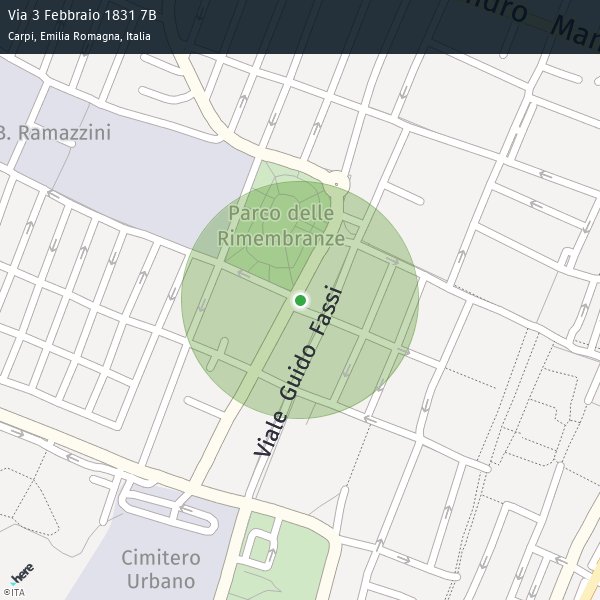 Via 3 Febbraio 1831 7B
Carpi, Emilia Romagna, Italia
B. Ramazzini
Parco delle
Rimembranze
Viale Guido Fassi
Cimitero
Urbano
here
©ITA